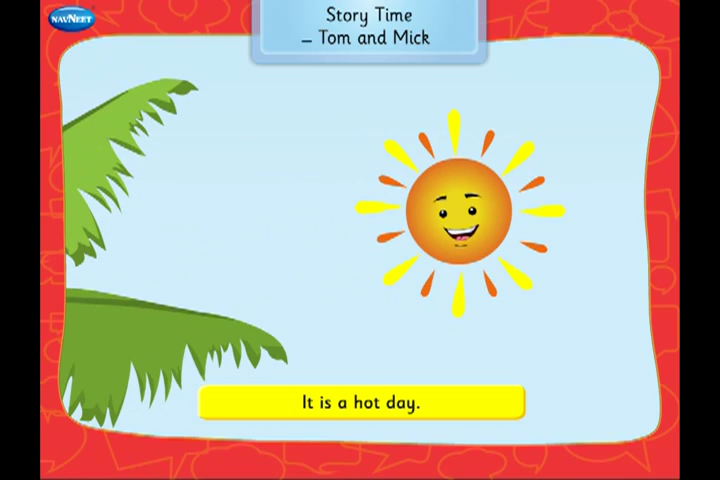 NAVNEET
Story Time
– Tom and Mick
It is a hot day.